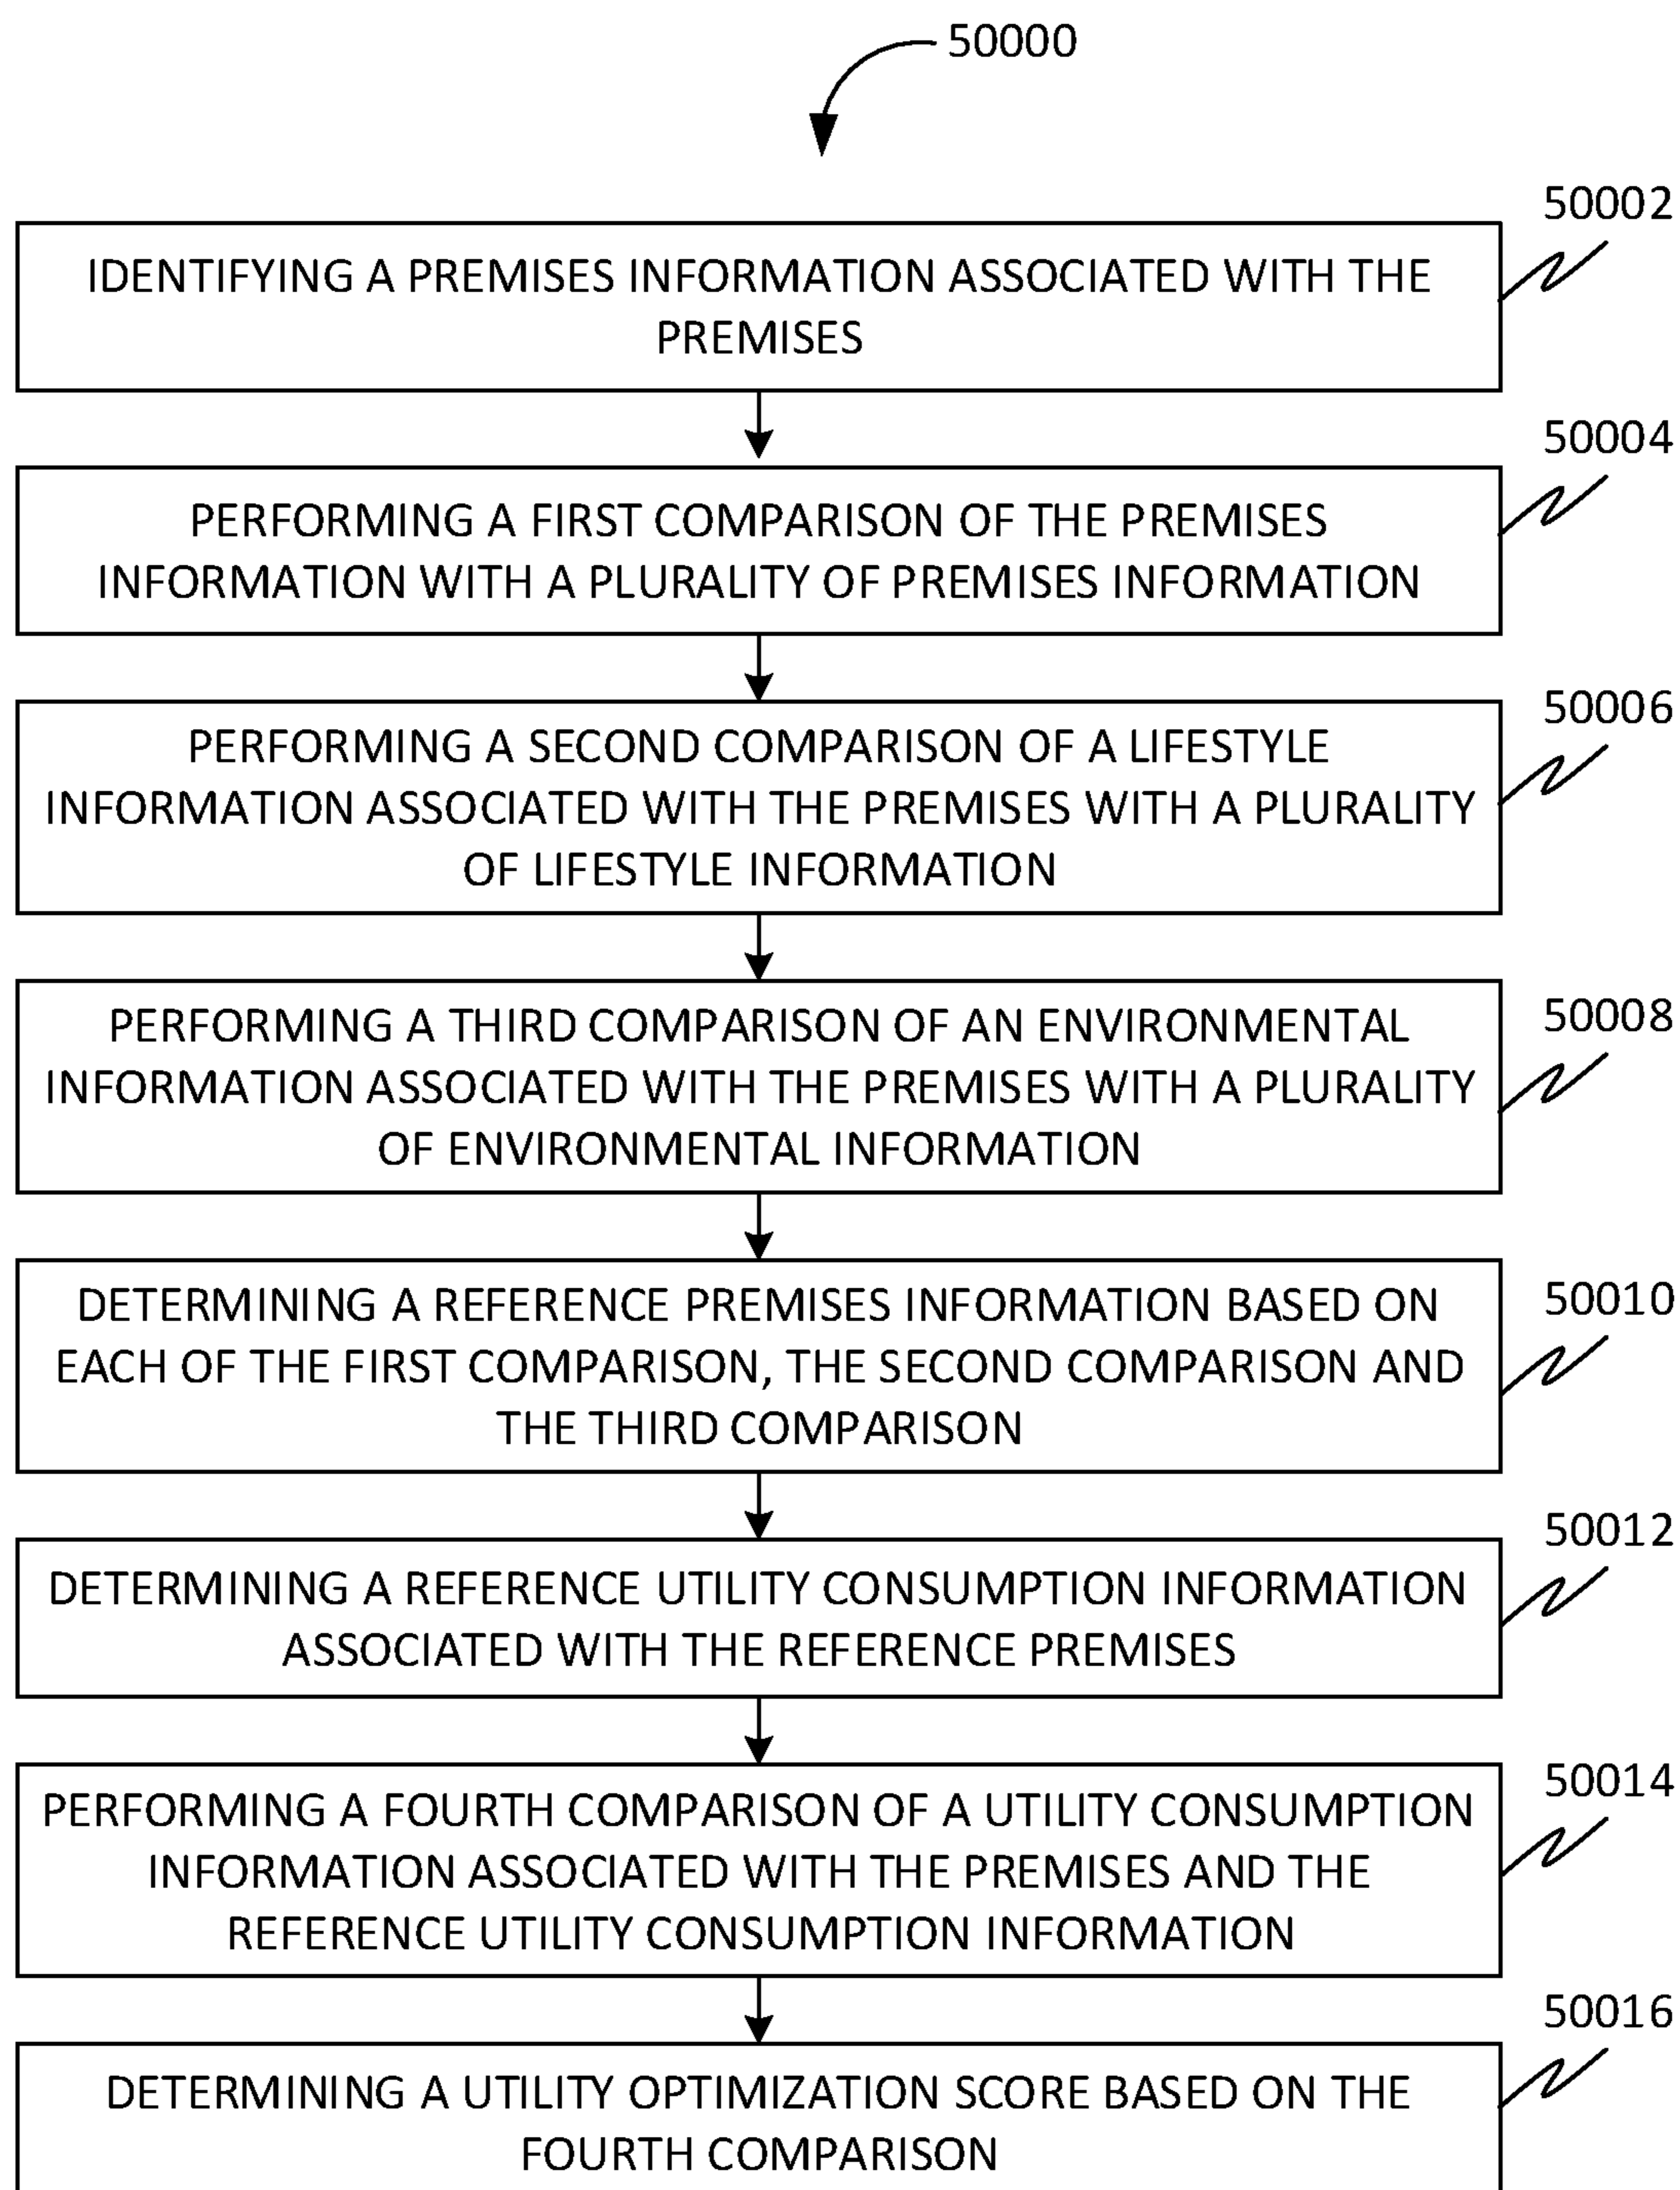 50000
50002
IDENTIFYING A PREMISES INFORMATION ASSOCIATED WITH THE
PREMISES
50004
PERFORMING A FIRST COMPARISON OF THE PREMISES
INFORMATION WITH A PLURALITY OF PREMISES INFORMATION
50006
PERFORMING A SECOND COMPARISON OF A LIFESTYLE
INFORMATION ASSOCIATED WITH THE PREMISES WITH A PLURALITY
OF LIFESTYLE INFORMATION
50008
PERFORMING A THIRD COMPARISON OF AN ENVIRONMENTAL
INFORMATION ASSOCIATED WITH THE PREMISES WITH A PLURALITY
OF ENVIRONMENTAL INFORMATION
50010
DETERMINING A REFERENCE PREMISES INFORMATION BASED ON
EACH OF THE FIRST COMPARISON, THE SECOND COMPARISON AND
THE THIRD COMPARISON
50012
DETERMINING A REFERENCE UTILITY CONSUMPTION INFORMATION
ASSOCIATED WITH THE REFERENCE PREMISES
50014
PERFORMING A FOURTH COMPARISON OF A UTILITY CONSUMPTION
INFORMATION ASSOCIATED WITH THE PREMISES AND THE
REFERENCE UTILITY CONSUMPTION INFORMATION
50016
DETERMINING A UTILITY OPTIMIZATION SCORE BASED ON THE
FOURTH COMPARISON